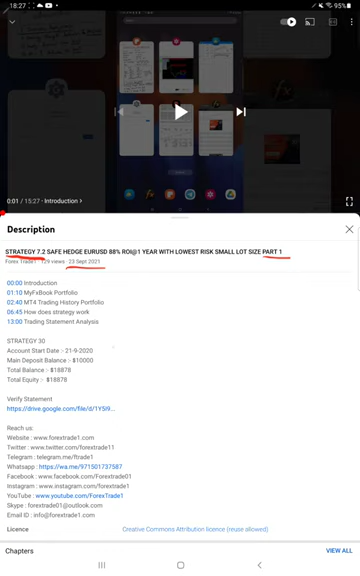 18:27
95%
0:01 / 15:27 · Introduction >
Description
STRATEGY 7.2 SAFE HEDGE EURUSD 88% ROI@1 YEAR WITH LOWEST RISK SMALL LOT SIZE PART 1
Forex Trade1 · 129 views · 23 Sept 2021
00:00 Introduction
01:10 MyFxBook Portfolio
02:40 MT4 Trading History Portfolio
06:45 How does strategy work
13:00 Trading Statement Analysis
STRATEGY 30
Account Start Date :- 21-9-2020
Main Deposit Balance :- $10000
Total Balance :- $18878
Total Equity :- $18878
Verify Statement
https://drive.google.com/file/d/1Y5i9...
Reach us:
Website : www.forextrade1.com
Twitter : www.twitter.com/forextrade11
Telegram : telegram.me/ftrade1
Whatsapp : https://wa.me/971501737587
Facebook : www.facebook.com/Forextrade01
Instagram : www.instagram.com/forextrade1
YouTube : www.youtube.com/ForexTrade1
Skype : forextrade01@outlook.com
Email ID : info@forextrade1.com
Licence Creative Commons Attribution licence (reuse allowed)
Chapters VIEW ALL